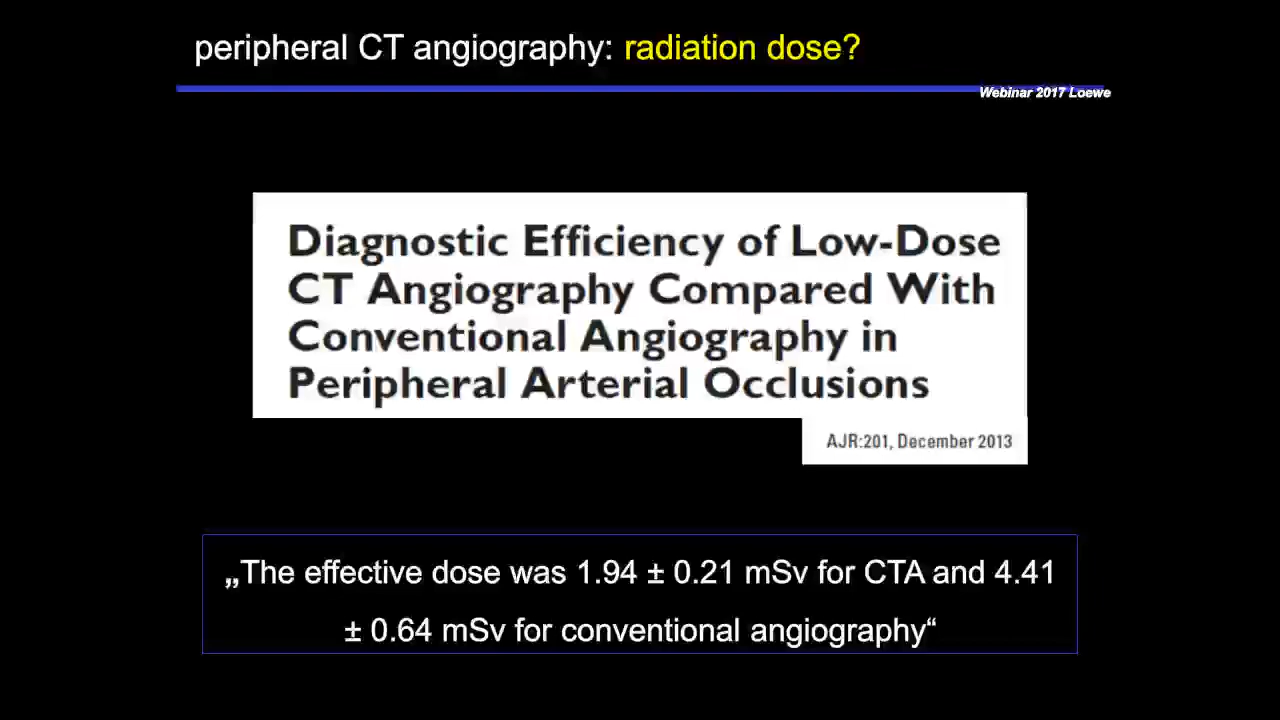 peripheral CT angiography: radiation dose?
Webinar 2017 Loewe
Diagnostic Efficiency of Low-Dose
CT Angiography Compared With
Conventional Angiography in
Peripheral Arterial Occlusions
AJR:201, December 2013
„The effective dose was 1.94 ± 0.21 mSv for CTA and 4.41
± 0.64 mSv for conventional angiography“